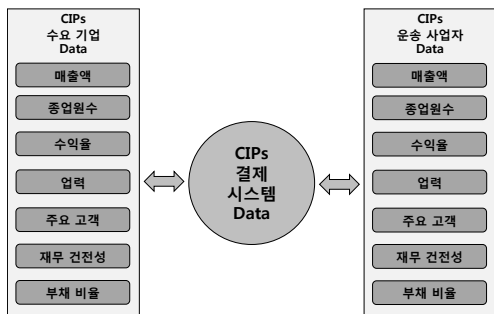 CIPs
수요 기업
Data
매출액
종업원수
수익율
업력
주요 고객
재무 건전성
부채 비율
CIPs
결제
시스템
Data
CIPs
운송 사업자
Data
매출액
종업원수
수익율
업력
주요 고객
재무 건전성
부채 비율